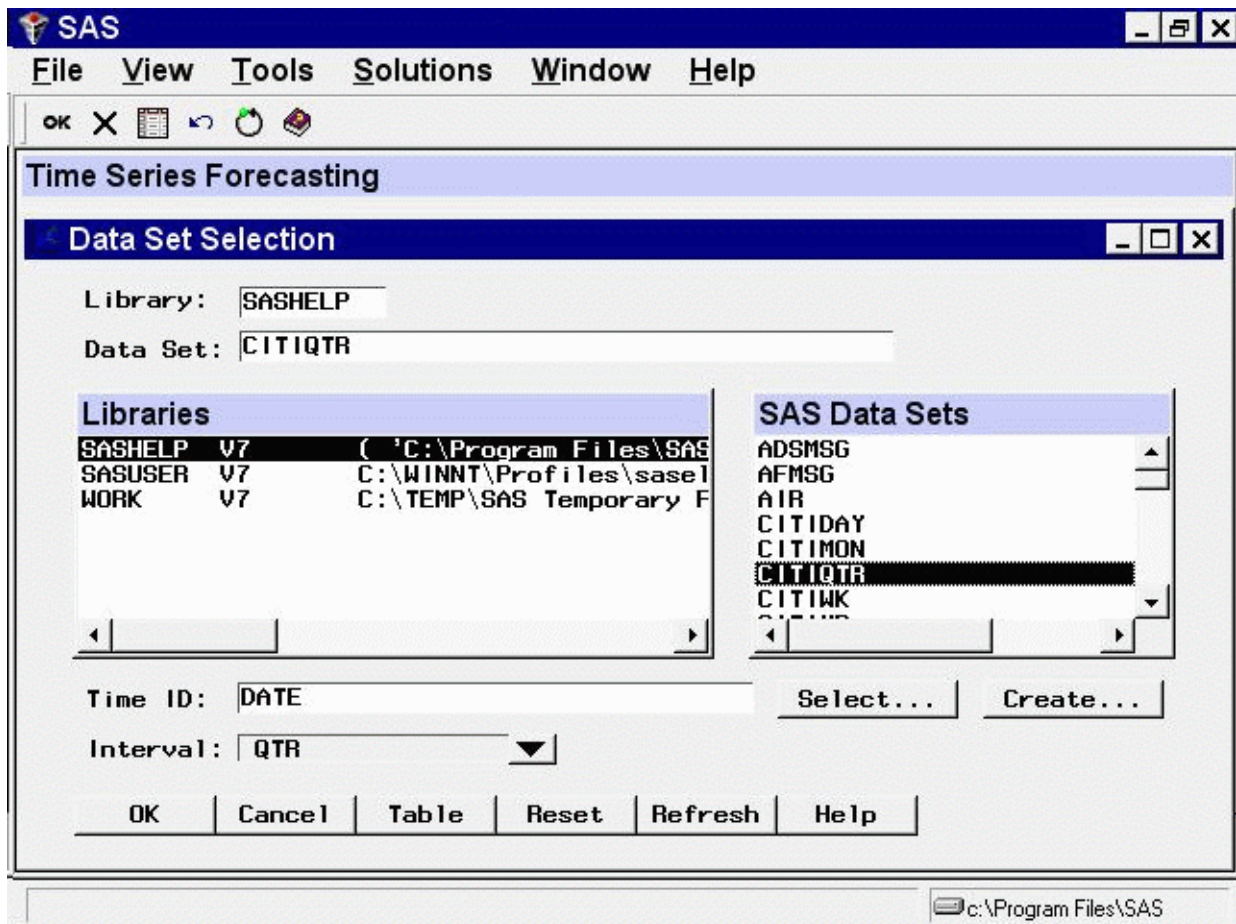 SAS
File View Tools Solutions Window Help
OK
Time Series Forecasting
Data Set Selection
Library: SASHELP
Data Set: CITIQTR
Libraries
SASHELP V7 ( 'C:\Program Files\SAS
SASUSER V7 C:\WINNT\Profiles\sasel
WORK V7 C:\TEMP\SAS Temporary F
SAS Data Sets
ADSMSG
AFMSG
AIR
CITIDAY
CITIMON
CITIQTR
CITIWK
Time ID: DATE Select... Create...
Interval: QTR
OK Cancel Table Reset Refresh Help
c:\Program Files\SAS